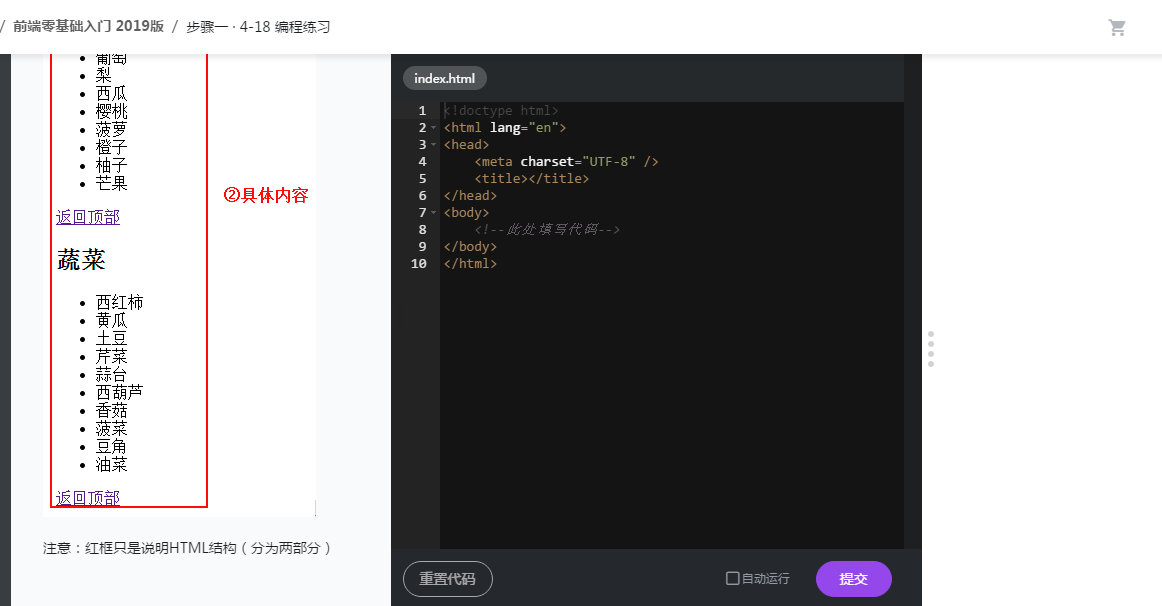 / 前端零基础入门 2019版 / 步骤一 · 4-18 编程练习
葡萄
梨
西瓜
樱桃
菠萝
橙子
柚子
芒果
②具体内容
返回顶部
蔬菜
西红柿
黄瓜
土豆
芹菜
蒜台
西葫芦
香菇
菠菜
豆角
油菜
返回顶部
注意：红框只是说明HTML结构（分为两部分）
index.html
1 <!doctype html>
2 <html lang="en">
3 <head>
4 <meta charset="UTF-8" />
5 <title></title>
6 </head>
7 <body>
8 <!--此处填写代码-->
9 </body>
10 </html>
重置代码
自动运行
提交